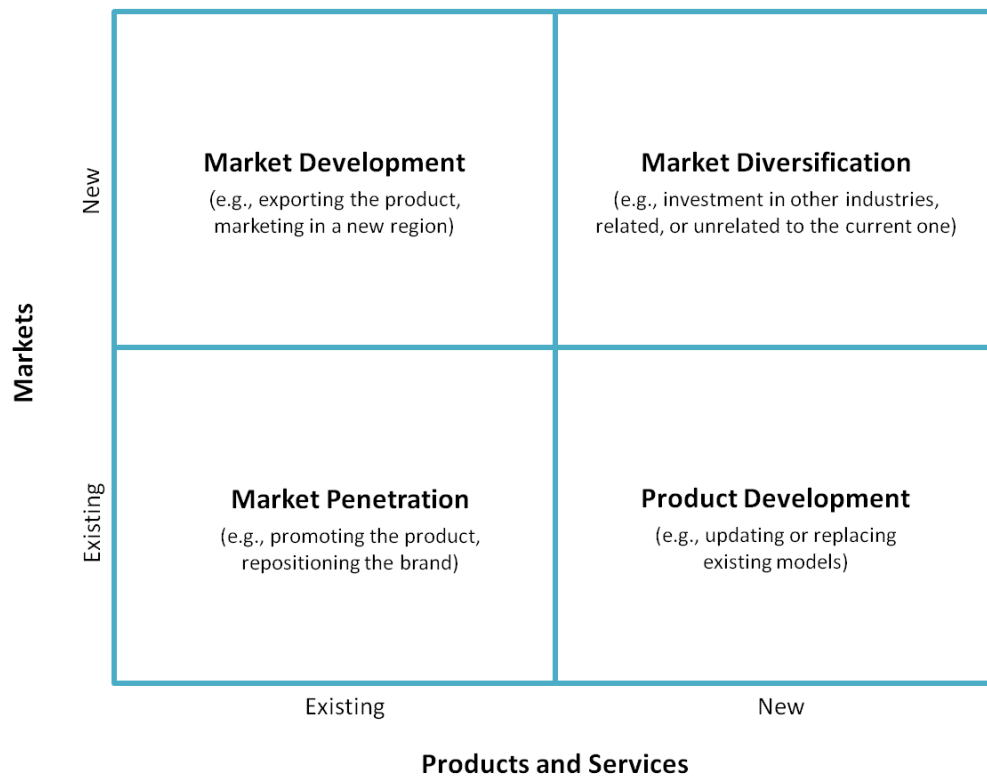 Market Development
(e.g., exporting the product,
marketing in a new region)
Market Diversification
(e.g., investment in other industries,
related, or unrelated to the current one)
New
Markets
Market Penetration
(e.g., promoting the product,
repositioning the brand)
Product Development
(e.g., updating or replacing
existing models)
Existing
Existing
New
Products and Services